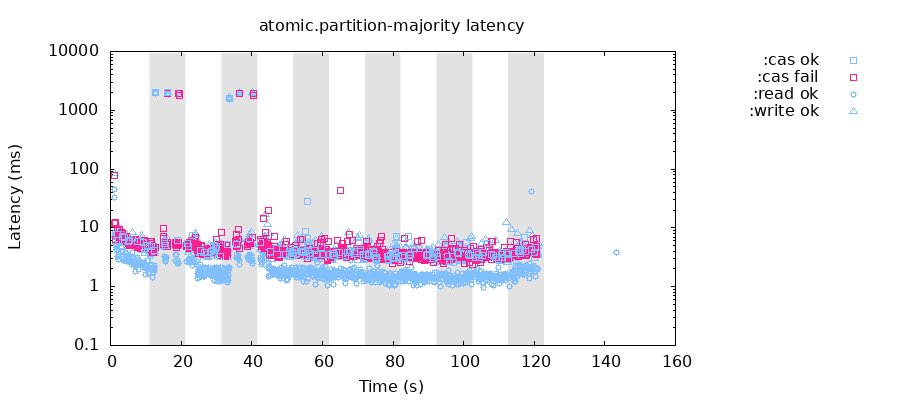 atomic.partition-majority latency
10000
1000
100
10
1
0.1
Latency (ms)
0 20 40 60 80 100 120 140 160
Time (s)
:cas ok
:cas fail
:read ok
:write ok